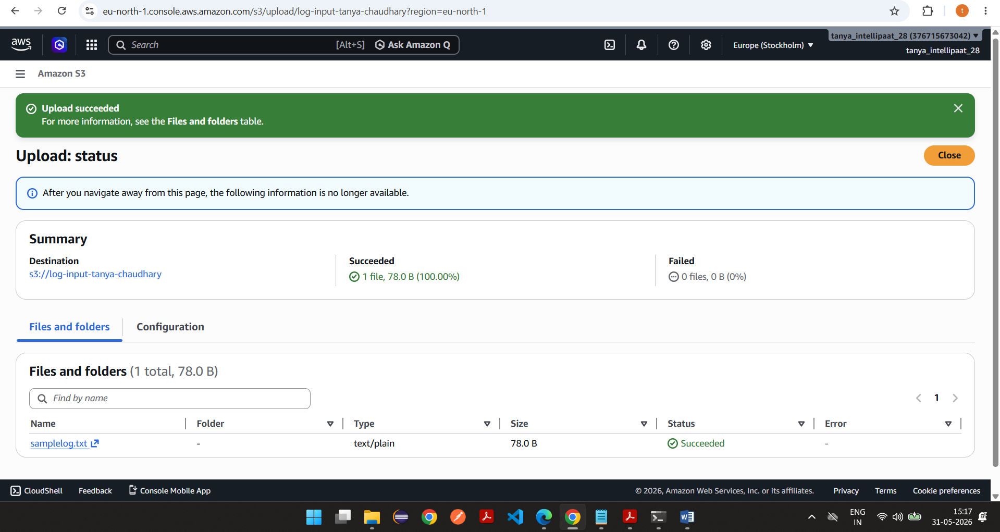 eu-north-1.console.aws.amazon.com/s3/upload/log-input-tanya-chaudhary?region=eu-north-1
t
aws
Search
[Alt+S]
Ask Amazon Q
Europe (Stockholm)
tanya_intellipaat_28 (376715673042)
tanya_intellipaat_28
Amazon S3
Upload succeeded
For more information, see the Files and folders table.
Upload: status
Close
After you navigate away from this page, the following information is no longer available.
Summary
Destination
s3://log-input-tanya-chaudhary
Succeeded
1 file, 78.0 B (100.00%)
Failed
0 files, 0 B (0%)
Files and folders
Configuration
Files and folders (1 total, 78.0 B)
Find by name
1
Name Folder Type Size Status Error
samplelog.txt - text/plain 78.0 B Succeeded -
CloudShell Feedback Console Mobile App © 2026, Amazon Web Services, Inc. or its affiliates. Privacy Terms Cookie preferences
ENG
IN
15:17
31-05-2026